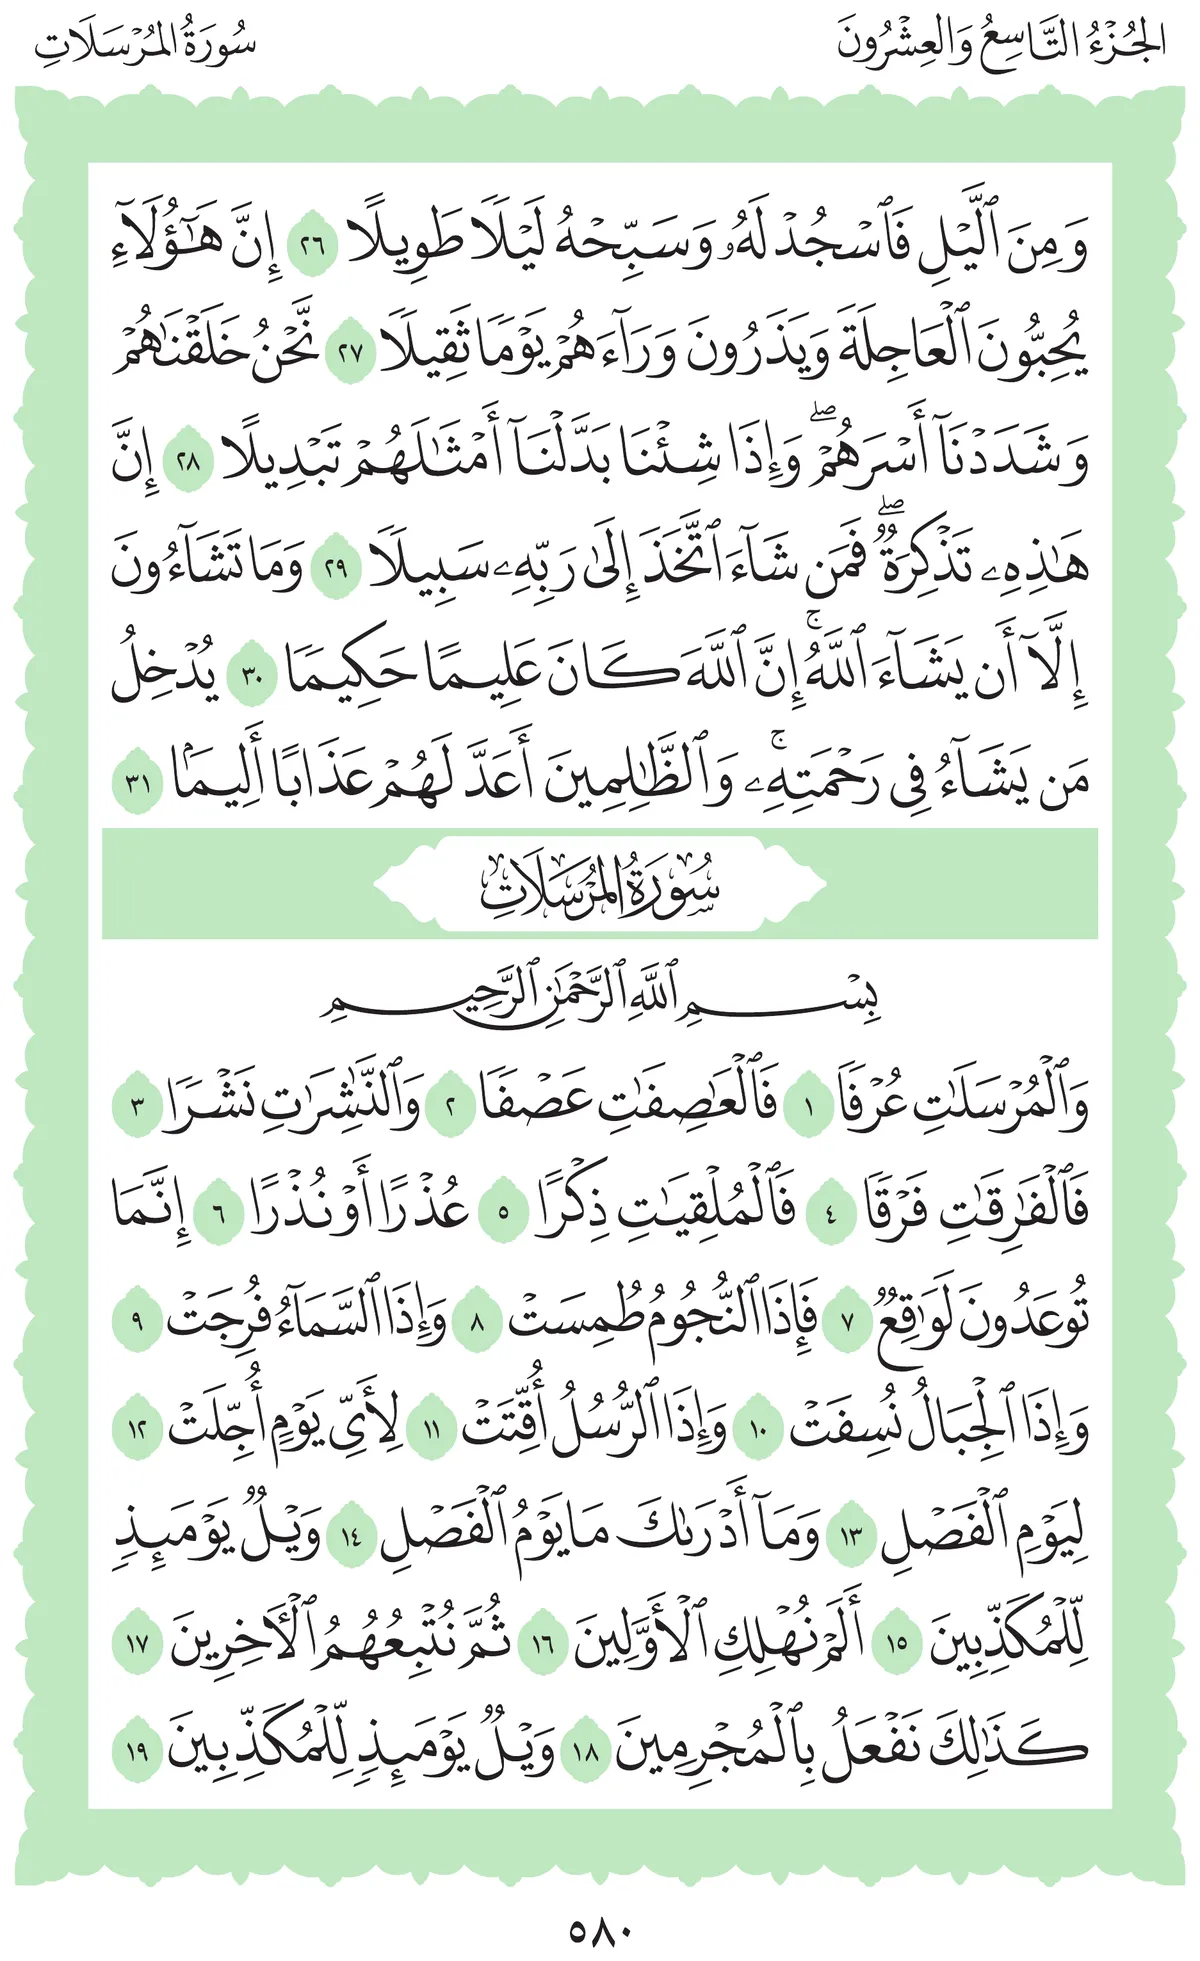 الجُزْءُ التَّاسِعُ وَالعِشْرُونَ
سُورَةُ المُرْسَلَاتِ
وَمِنَ ٱلَّيْلِ فَٱسْجُدْ لَهُۥ وَسَبِّحْهُ لَيْلًا طَوِيلًا ٢٦ إِنَّ هَٰٓؤُلَآءِ
يُحِبُّونَ ٱلْعَاجِلَةَ وَيَذَرُونَ وَرَآءَهُمْ يَوْمًا ثَقِيلًا ٢٧ نَّحْنُ خَلَقْنَٰهُمْ
وَشَدَدْنَآ أَسْرَهُمْ ۖ وَإِذَا شِئْنَا بَدَّلْنَآ أَمْثَٰلَهُمْ تَبْدِيلًا ٢٨ إِنَّ
هَٰذِهِۦ تَذْكِرَةٌ ۖ فَمَن شَآءَ ٱتَّخَذَ إِلَىٰ رَبِّهِۦ سَبِيلًا ٢٩ وَمَا تَشَآءُونَ
إِلَّآ أَن يَشَآءَ ٱللَّهُ ۚ إِنَّ ٱللَّهَ كَانَ عَلِيمًا حَكِيمًا ٣٠ يُدْخِلُ
مَن يَشَآءُ فِى رَحْمَتِهِۦ ۚ وَٱلظَّٰلِمِينَ أَعَدَّ لَهُمْ عَذَابًا أَلِيمًۢا ٣١
سُورَةُ المُرْسَلَاتِ
بِسْمِ ٱللَّهِ ٱلرَّحْمَٰنِ ٱلرَّحِيمِ
وَٱلْمُرْسَلَٰتِ عُرْفًا ١ فَٱلْعَٰصِفَٰتِ عَصْفًا ٢ وَٱلنَّٰشِرَٰتِ نَشْرًا ٣
فَٱلْفَٰرِقَٰتِ فَرْقًا ٤ فَٱلْمُلْقِيَٰتِ ذِكْرًا ٥ عُذْرًا أَوْ نُذْرًا ٦ إِنَّمَا
تُوعَدُونَ لَوَٰقِعٌ ٧ فَإِذَا ٱلنُّجُومُ طُمِسَتْ ٨ وَإِذَا ٱلسَّمَآءُ فُرِجَتْ ٩
وَإِذَا ٱلْجِبَالُ نُسِفَتْ ١٠ وَإِذَا ٱلرُّسُلُ أُقِّتَتْ ١١ لِأَىِّ يَوْمٍ أُجِّلَتْ ١٢
لِيَوْمِ ٱلْفَصْلِ ١٣ وَمَآ أَدْرَىٰكَ مَا يَوْمُ ٱلْفَصْلِ ١٤ وَيْلٌ يَوْمَئِذٍ
لِّلْمُكَذِّبِينَ ١٥ أَلَمْ نُهْلِكِ ٱلْأَوَّلِينَ ١٦ ثُمَّ نُتْبِعُهُمُ ٱلْأَخِرِينَ ١٧
كَذَٰلِكَ نَفْعَلُ بِٱلْمُجْرِمِينَ ١٨ وَيْلٌ يَوْمَئِذٍ لِّلْمُكَذِّبِينَ ١٩
٥٨٠